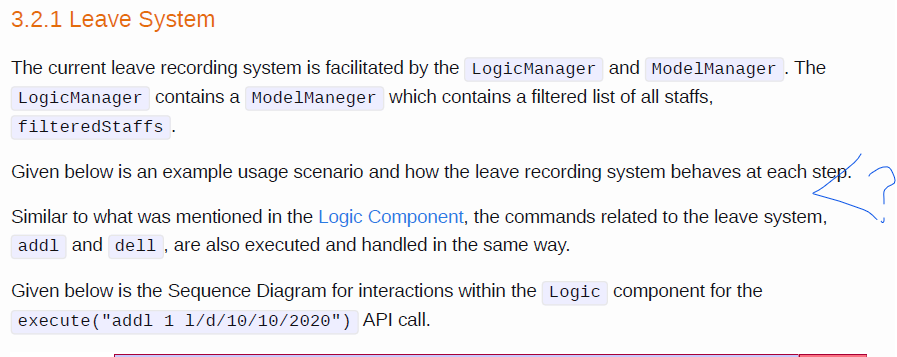 3.2.1 Leave System
The current leave recording system is facilitated by the LogicManager and ModelManager . The
LogicManager contains a ModelManeger which contains a filtered list of all staffs,
filteredStaffs .
Given below is an example usage scenario and how the leave recording system behaves at each step.
?
Similar to what was mentioned in the Logic Component, the commands related to the leave system,
addl and dell , are also executed and handled in the same way.
Given below is the Sequence Diagram for interactions within the Logic component for the
execute("addl 1 l/d/10/10/2020") API call.